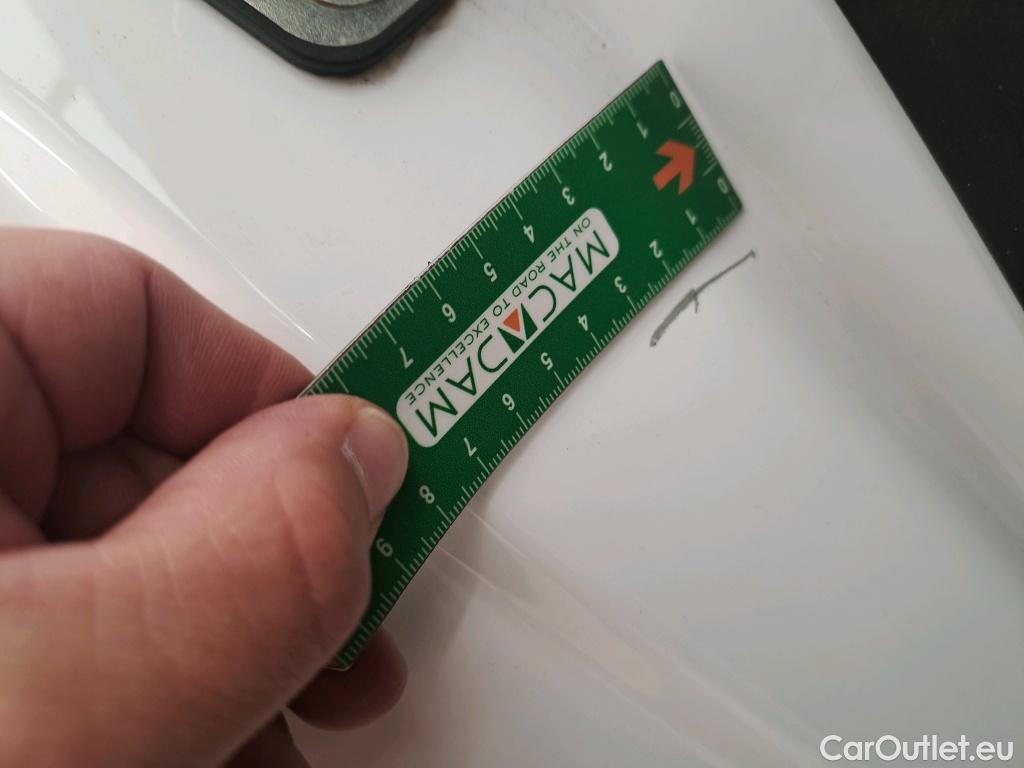 MACADAM
ON THE ROAD TO EXCELLENCE
0 1 2 3 4 5 6 7
0 1 2 3 4 5 6 7 8 9
CarOutlet.eu